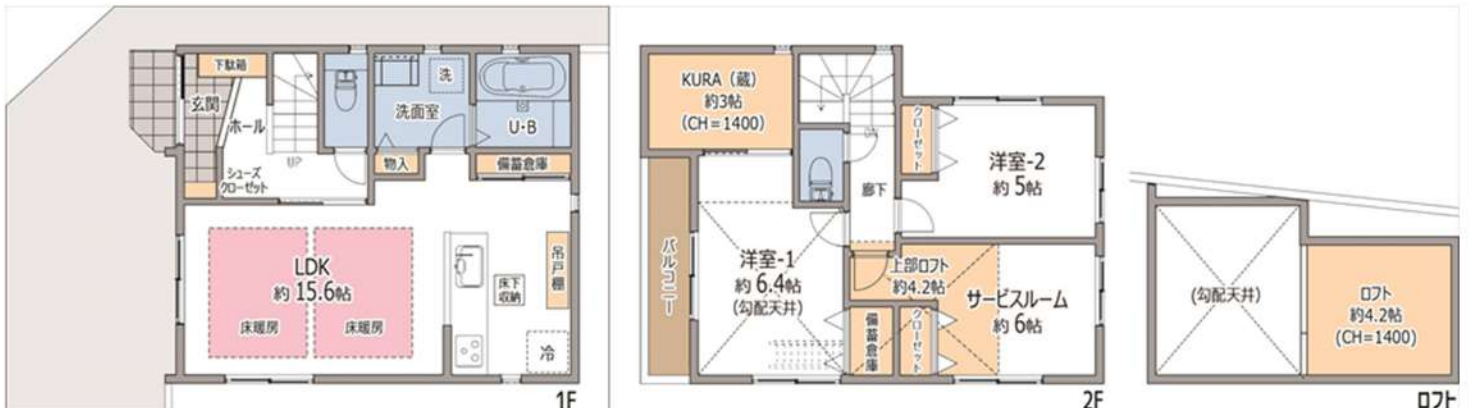 下駄箱
玄関
ホール
UP
シューズ
クローゼット
洗
洗面室
物入
U・B
備蓄倉庫
LDK
約 15.6帖
床暖房
床暖房
吊戸棚
床下
収納
冷
1F
KURA（蔵）
約3帖
(CH=1400)
DN
クローゼット
洋室-2
約 5帖
廊下
バルコニー
洋室-1
約 6.4帖
(勾配天井)
上部ロフト
約4.2帖
サービスルーム
約 6帖
備蓄倉庫
クローゼット
2F
(勾配天井)
ロフト
約4.2帖
(CH=1400)
ロフト